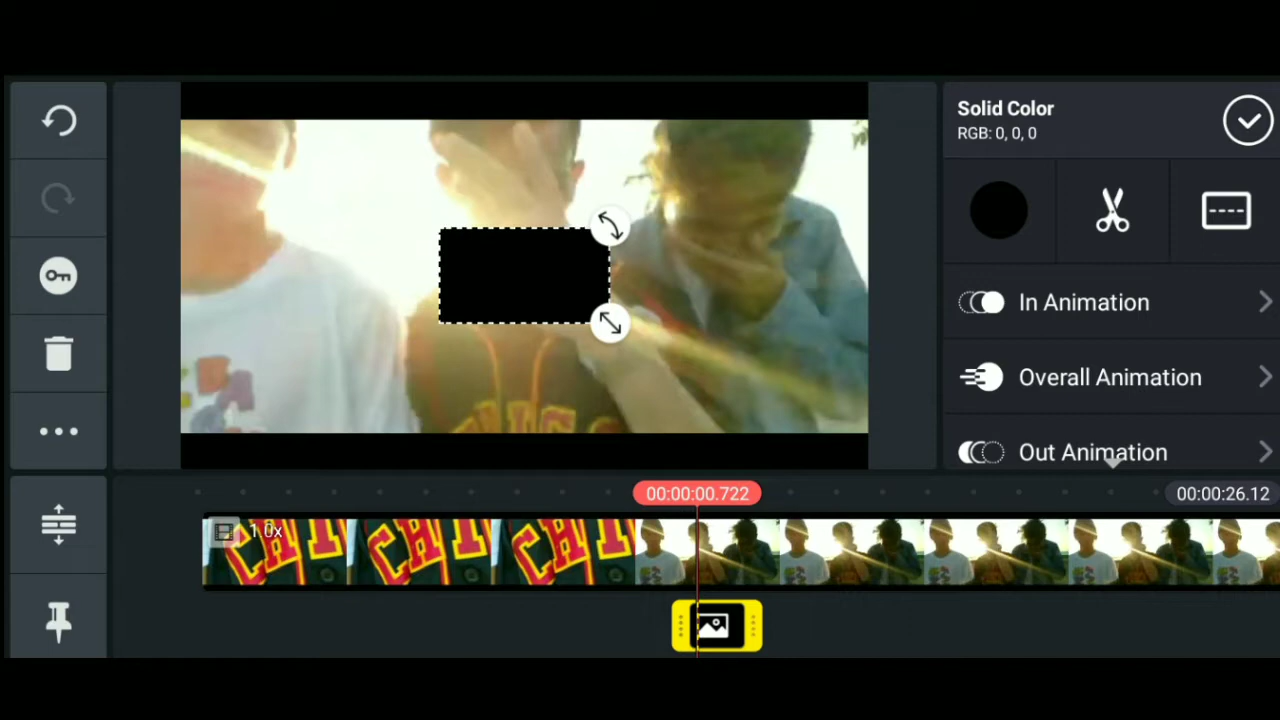 Solid Color
RGB: 0, 0, 0
In Animation
Overall Animation
Out Animation
00:00:00.722
00:00:26.12
1.0x